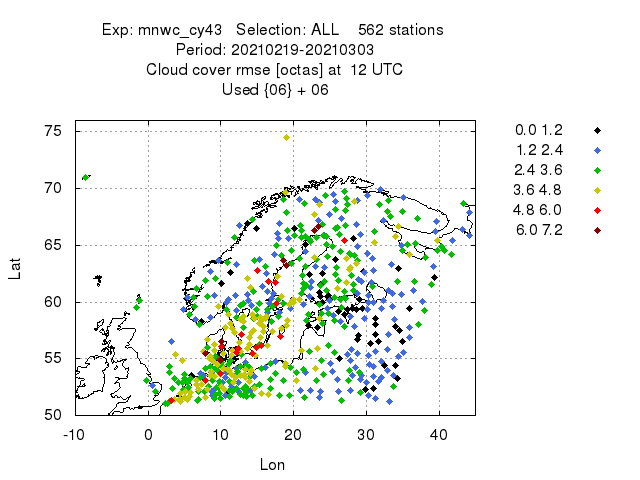 Exp: mnwc_cy43   Selection: ALL    562 stations
Period: 20210219-20210303
Cloud cover rmse [octas] at  12 UTC
Used {06} + 06
0.0 1.2
1.2 2.4
2.4 3.6
3.6 4.8
4.8 6.0
6.0 7.2
75
70
65
60
55
50
Lat
-10 0 10 20 30 40
Lon